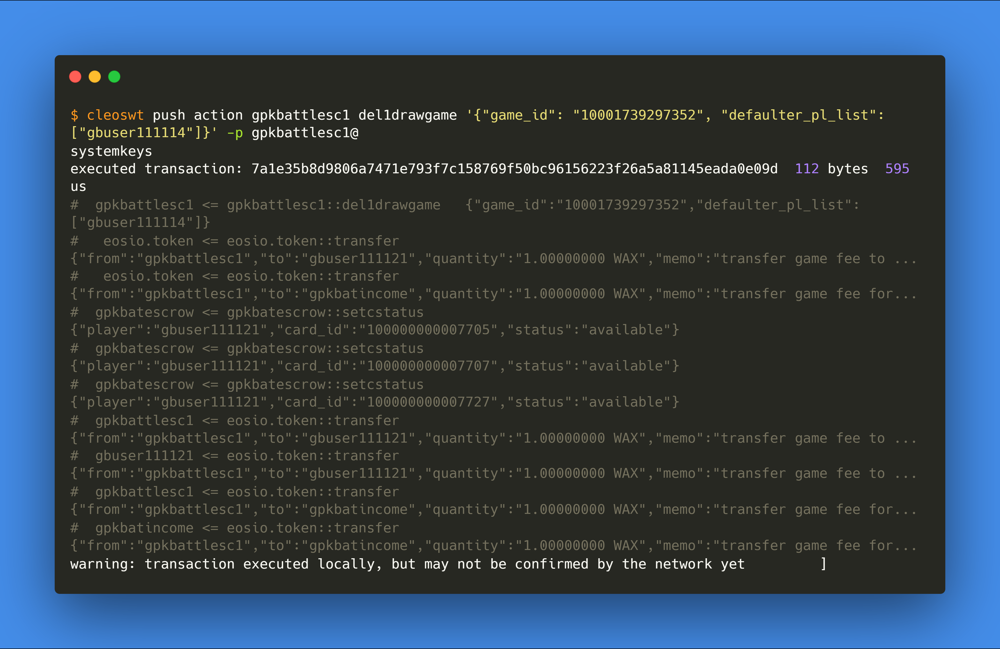 $ cleoswt push action gpkbattlesc1 del1drawgame '{"game_id": "10001739297352", "defaulter_pl_list":
["gbuser111114"]}' -p gpkbattlesc1@
systemkeys
executed transaction: 7a1e35b8d9806a7471e793f7c158769f50bc96156223f26a5a81145eada0e09d  112 bytes  595
us
#  gpkbattlesc1 <= gpkbattlesc1::del1drawgame   {"game_id":"10001739297352","defaulter_pl_list":
["gbuser111114"]}
#   eosio.token <= eosio.token::transfer
{"from":"gpkbattlesc1","to":"gbuser111121","quantity":"1.00000000 WAX","memo":"transfer game fee to ...
#   eosio.token <= eosio.token::transfer
{"from":"gpkbattlesc1","to":"gpkbatincome","quantity":"1.00000000 WAX","memo":"transfer game fee for...
#  gpkbatescrow <= gpkbatescrow::setcstatus
{"player":"gbuser111121","card_id":"100000000007705","status":"available"}
#  gpkbatescrow <= gpkbatescrow::setcstatus
{"player":"gbuser111121","card_id":"100000000007707","status":"available"}
#  gpkbatescrow <= gpkbatescrow::setcstatus
{"player":"gbuser111121","card_id":"100000000007727","status":"available"}
#  gpkbattlesc1 <= eosio.token::transfer
{"from":"gpkbattlesc1","to":"gbuser111121","quantity":"1.00000000 WAX","memo":"transfer game fee to ...
#  gbuser111121 <= eosio.token::transfer
{"from":"gpkbattlesc1","to":"gbuser111121","quantity":"1.00000000 WAX","memo":"transfer game fee to ...
#  gpkbattlesc1 <= eosio.token::transfer
{"from":"gpkbattlesc1","to":"gpkbatincome","quantity":"1.00000000 WAX","memo":"transfer game fee for...
#  gpkbatincome <= eosio.token::transfer
{"from":"gpkbattlesc1","to":"gpkbatincome","quantity":"1.00000000 WAX","memo":"transfer game fee for...
warning: transaction executed locally, but may not be confirmed by the network yet         ]